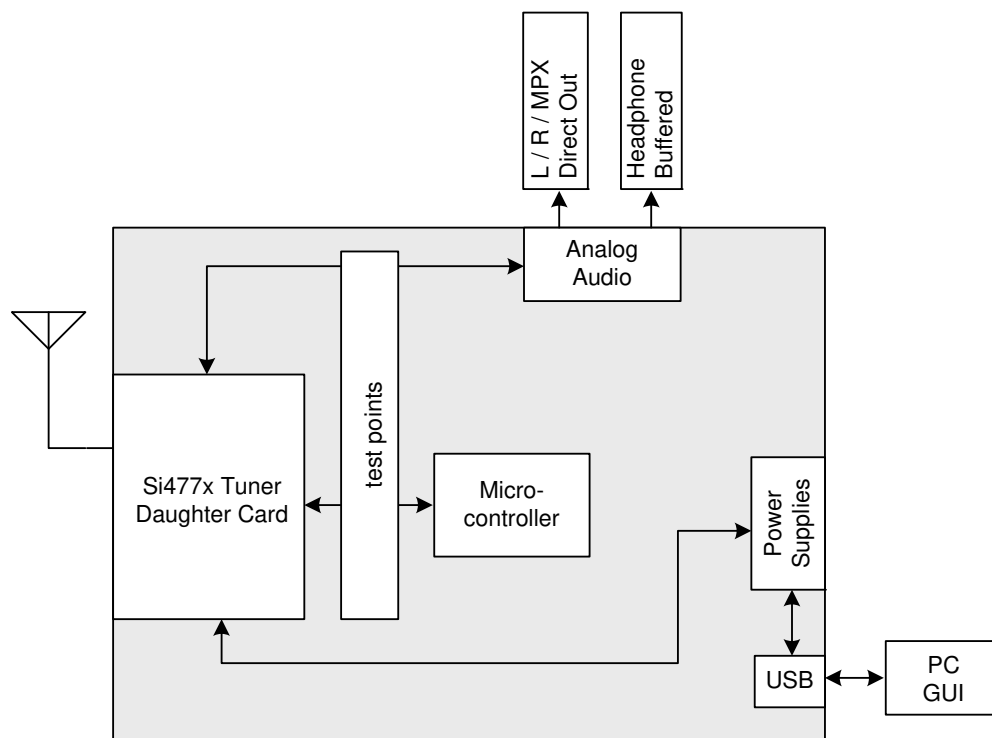 L / R / MPX
Direct Out
Headphone
Buffered
Analog
Audio
Si477x Tuner
Daughter Card
test points
Micro-
controller
Power
Supplies
USB
PC
GUI